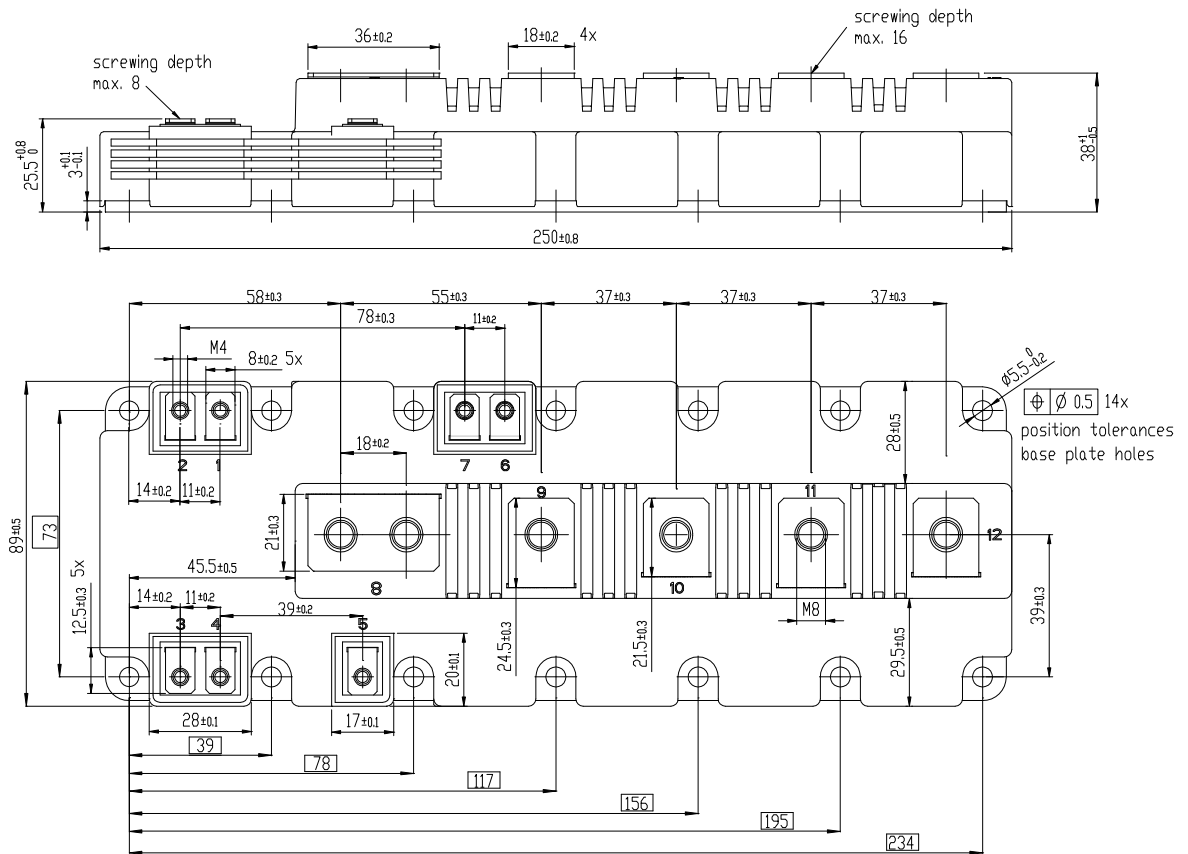 36±0.2
18±0.2 4x
screwing depth
max. 16
screwing depth
max. 8
25.5 +0.8 0
3 +0.1 -0.1
38 +1 -0.5
250±0.8
58±0.3
55±0.3
37±0.3
37±0.3
37±0.3
78±0.3
11±0.2
M4
8±0.2 5x
Ø5.5 0 -0.2
⌖ Ø 0.5 14x
position tolerances
base plate holes
18±0.2
28±0.5
2 1
7 6
14±0.2
11±0.2
9
11
12
89±0.5
73
21±0.3
8
10
45.5±0.5
M8
39±0.3
14±0.2
11±0.2
39±0.2
12.5±0.3 5x
3 4
5
24.5±0.3
21.5±0.3
29.5±0.5
20±0.1
28±0.1
17±0.1
39
78
117
156
195
234